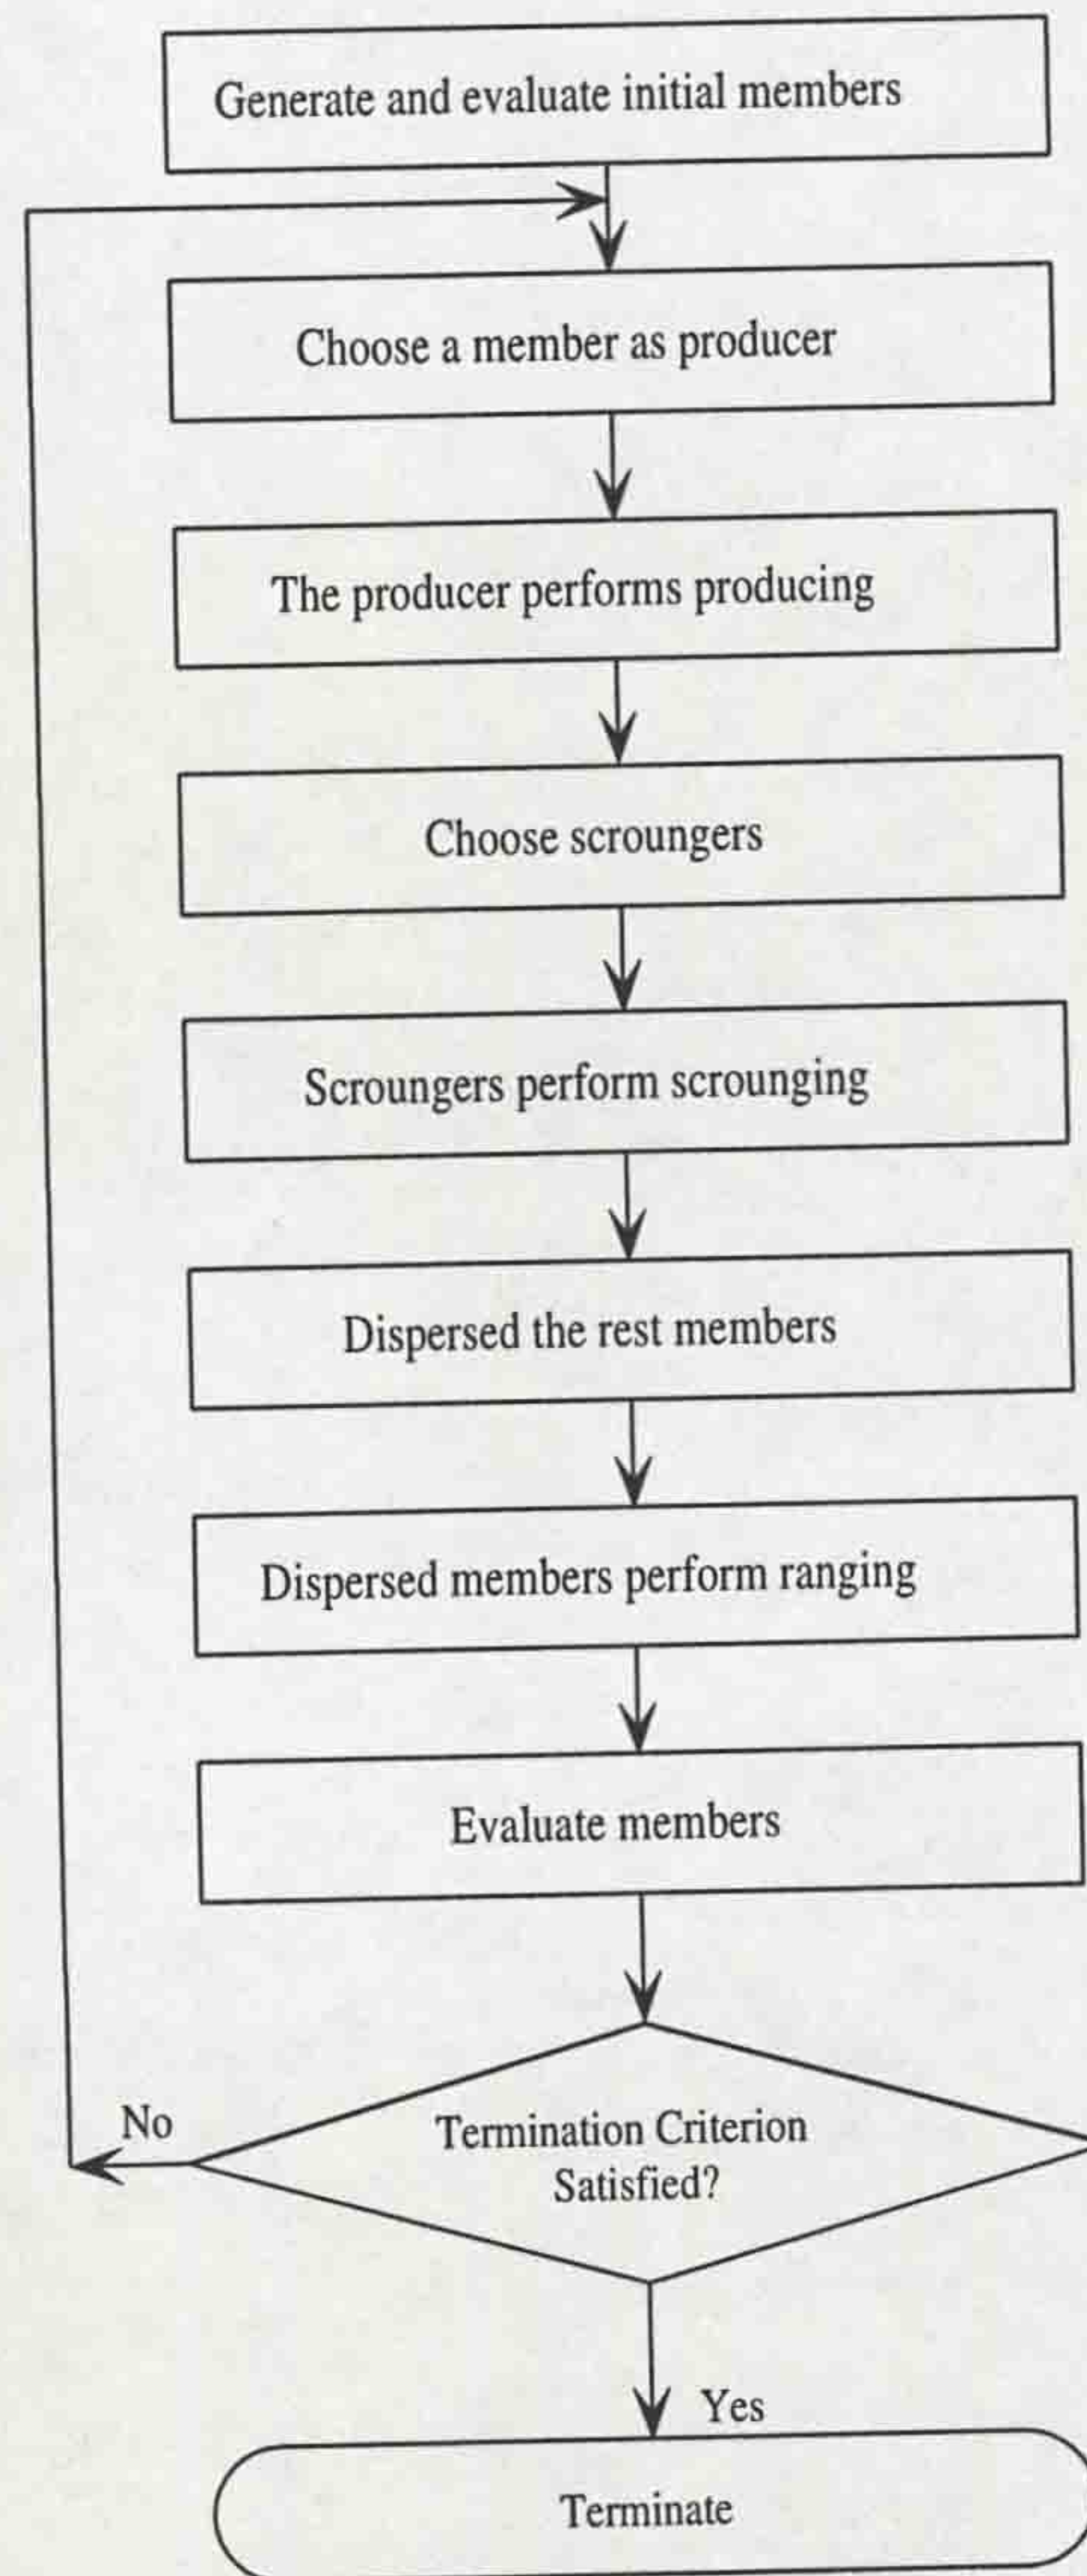 Generate and evaluate initial members
Choose a member as producer
The producer performs producing
Choose scroungers
Scroungers perform scrounging
Dispersed the rest members
Dispersed members perform ranging
Evaluate members
Termination Criterion
Satisfied?
No
Yes
Terminate